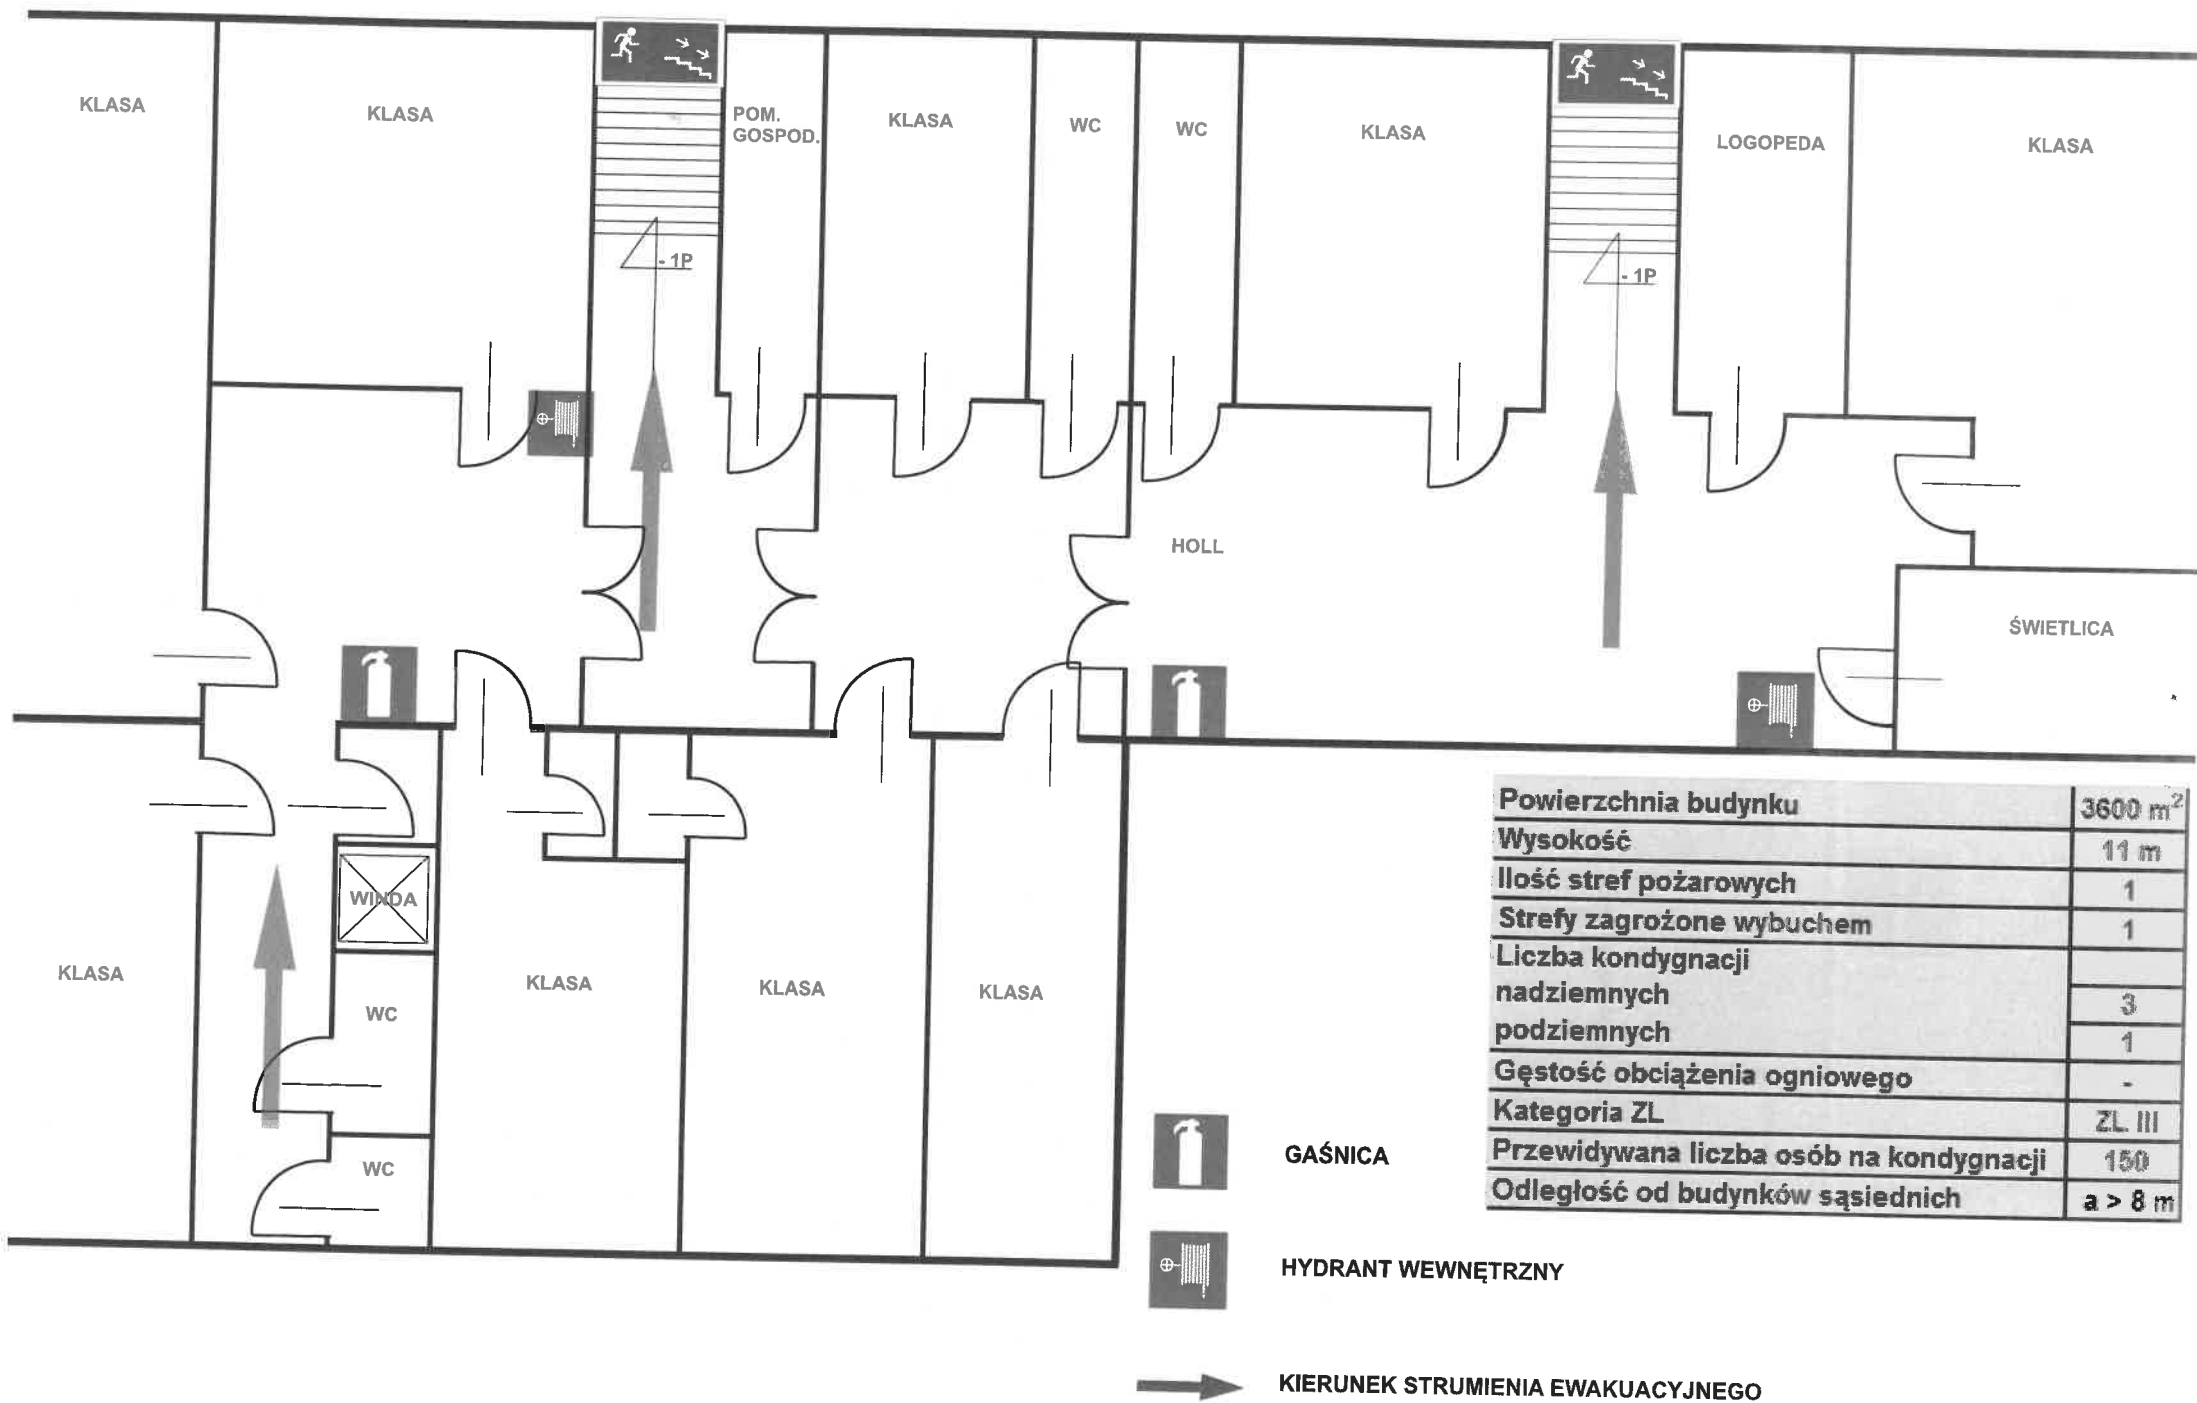 KLASA
KLASA
POM.
GOSPOD.
KLASA
WC
WC
KLASA
LOGOPEDA
KLASA
- 1P
- 1P
HOLL
ŚWIETLICA
WINDA
KLASA
WC
KLASA
KLASA
KLASA
WC
Powierzchnia budynku 3600 m²
Wysokość 11 m
Ilość stref pożarowych 1
Strefy zagrożone wybuchem 1
Liczba kondygnacji
nadziemnych 3
podziemnych 1
Gęstość obciążenia ogniowego -
Kategoria ZL ZL III
Przewidywana liczba osób na kondygnacji 150
Odległość od budynków sąsiednich a > 8 m
GAŚNICA
HYDRANT WEWNĘTRZNY
KIERUNEK STRUMIENIA EWAKUACYJNEGO